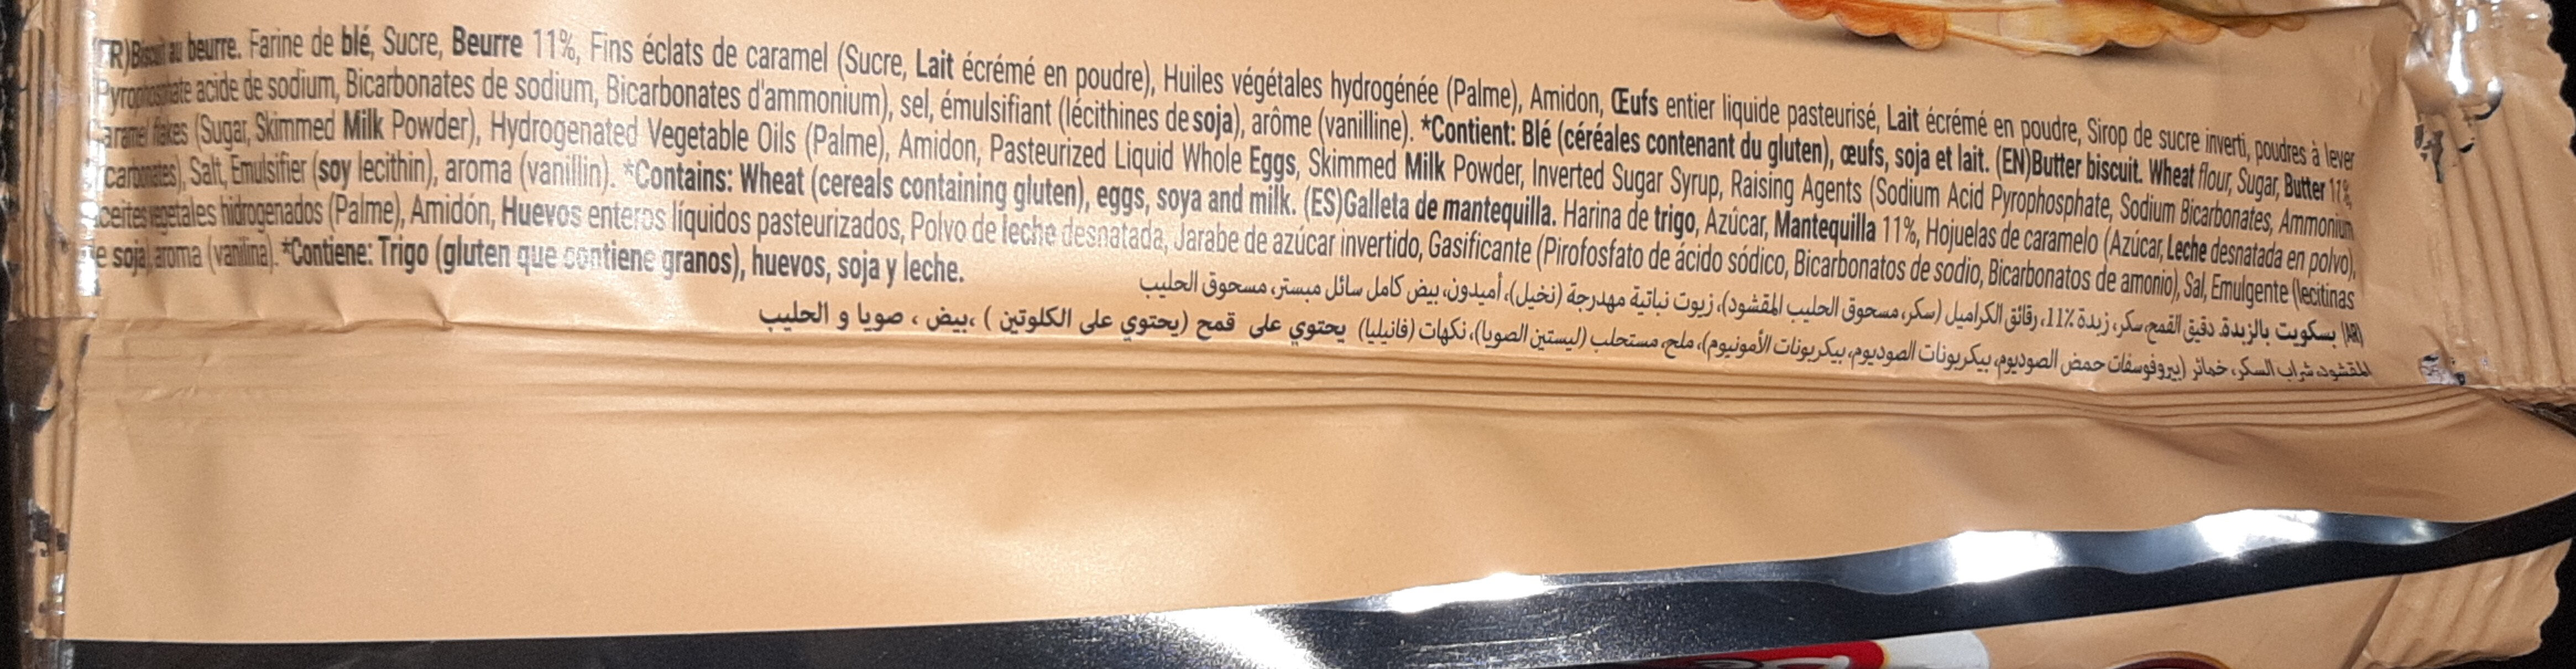 (FR)Biscuit au beurre. Farine de blé, Sucre, Beurre 11%, Fins éclats de caramel (Sucre, Lait écrémé en poudre), Huiles végétales hydrogénée (Palme), Amidon, Œufs entier liquide pasteurisé, Lait écrémé en poudre, Sirop de sucre inverti, poudres à lever
Pyrophosphate acide de sodium, Bicarbonates de sodium, Bicarbonates d'ammonium), sel, émulsifiant (lécithines de soja), arôme (vanilline). *Contient: Blé (céréales contenant du gluten), œufs, soja et lait. (EN)Butter biscuit. Wheat flour, Sugar, Butter 11%,
Caramel flakes (Sugar, Skimmed Milk Powder), Hydrogenated Vegetable Oils (Palme), Amidon, Pasteurized Liquid Whole Eggs, Skimmed Milk Powder, Inverted Sugar Syrup, Raising Agents (Sodium Acid Pyrophosphate, Sodium Bicarbonates, Ammonium
Bicarbonates), Salt, Emulsifier (soy lecithin), aroma (vanillin). *Contains: Wheat (cereals containing gluten), eggs, soya and milk. (ES)Galleta de mantequilla. Harina de trigo, Azúcar, Mantequilla 11%, Hojuelas de caramelo (Azúcar, Leche desnatada en polvo),
Aceites vegetales hidrogenados (Palme), Amidón, Huevos enteros líquidos pasteurizados, Polvo de leche desnatada, Jarabe de azúcar invertido, Gasificante (Pirofosfato de ácido sódico, Bicarbonatos de sodio, Bicarbonatos de amonio), Sal, Emulgente (lecitinas
de soja), aroma (vanilina). *Contiene: Trigo (gluten que contiene granos), huevos, soja y leche.
(AR) بسكويت بالزبدة. دقيق القمح، سكر، زبدة 11٪، رقائق الكراميل (سكر، مسحوق الحليب المقشود)، زيوت نباتية مهدرجة (نخيل)، أميدون، بيض كامل سائل مبستر، مسحوق الحليب
المقشود، شراب السكر، خمائر (بيروفوسفات حمض الصوديوم، بيكربونات الصوديوم، بيكربونات الأمونيوم)، ملح، مستحلب (ليستين الصويا)، نكهات (فانيليا) يحتوي على قمح (يحتوي على الكلوتين ) ،بيض ، صويا و الحليب